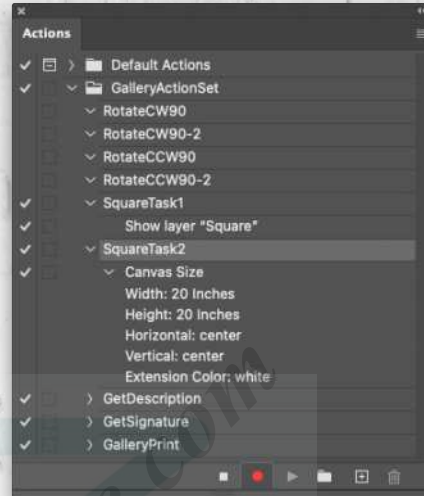 Actions
Default Actions
GalleryActionSet
RotateCW90
RotateCW90-2
RotateCCW90
RotateCCW90-2
SquareTask1
Show layer "Square"
SquareTask2
Canvas Size
Width: 20 Inches
Height: 20 Inches
Horizontal: center
Vertical: center
Extension Color: white
GetDescription
GetSignature
GalleryPrint